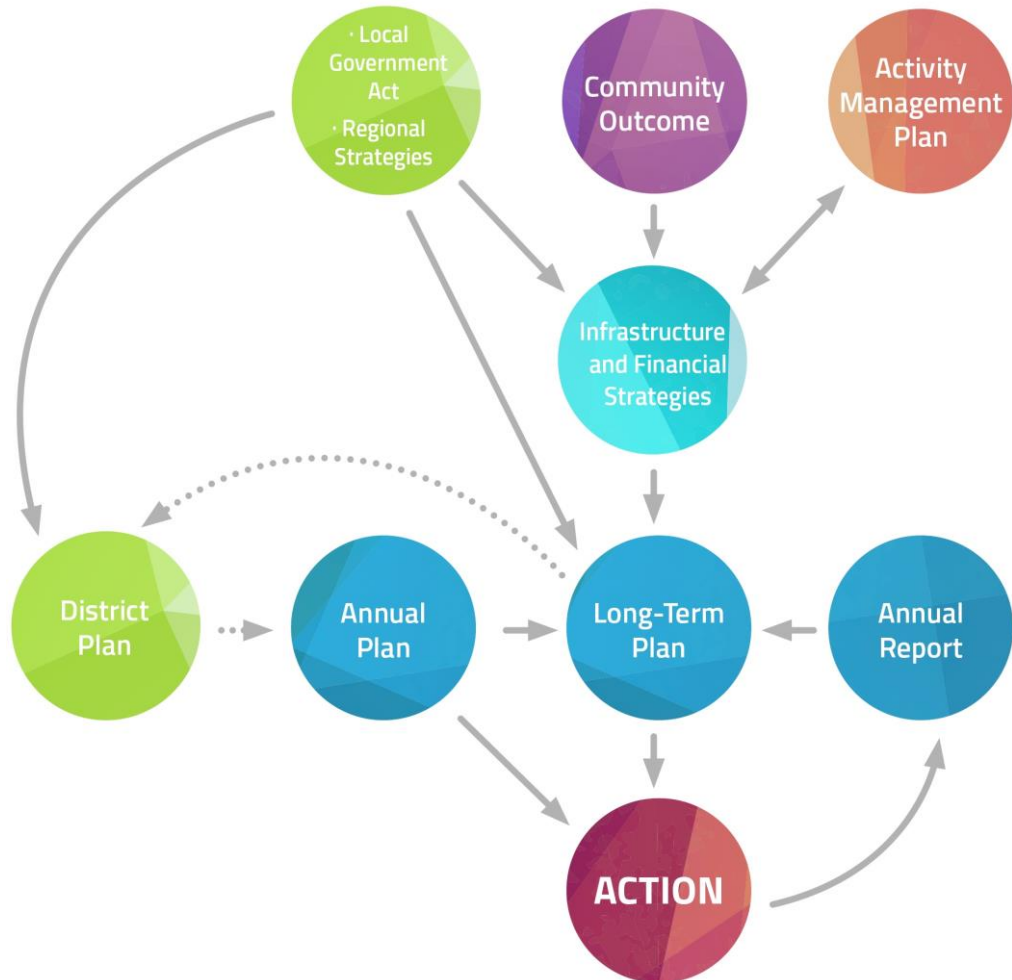 · Local
Government
Act
· Regional
Strategies
Community
Outcome
Activity
Management
Plan
Infrastructure
and Financial
Strategies
District
Plan
Annual
Plan
Long-Term
Plan
Annual
Report
ACTION